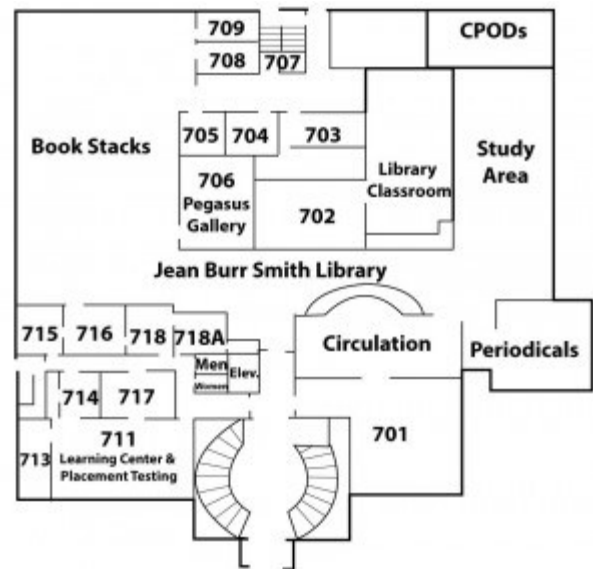 709
CPODs
708
707
705
704
703
Book Stacks
Study
Area
706
Pegasus
Gallery
Library
Classroom
702
Jean Burr Smith Library
715
716
718
718A
Circulation
Periodicals
Men
Women
Elev.
714
717
711
Learning Center &
Placement Testing
713
701